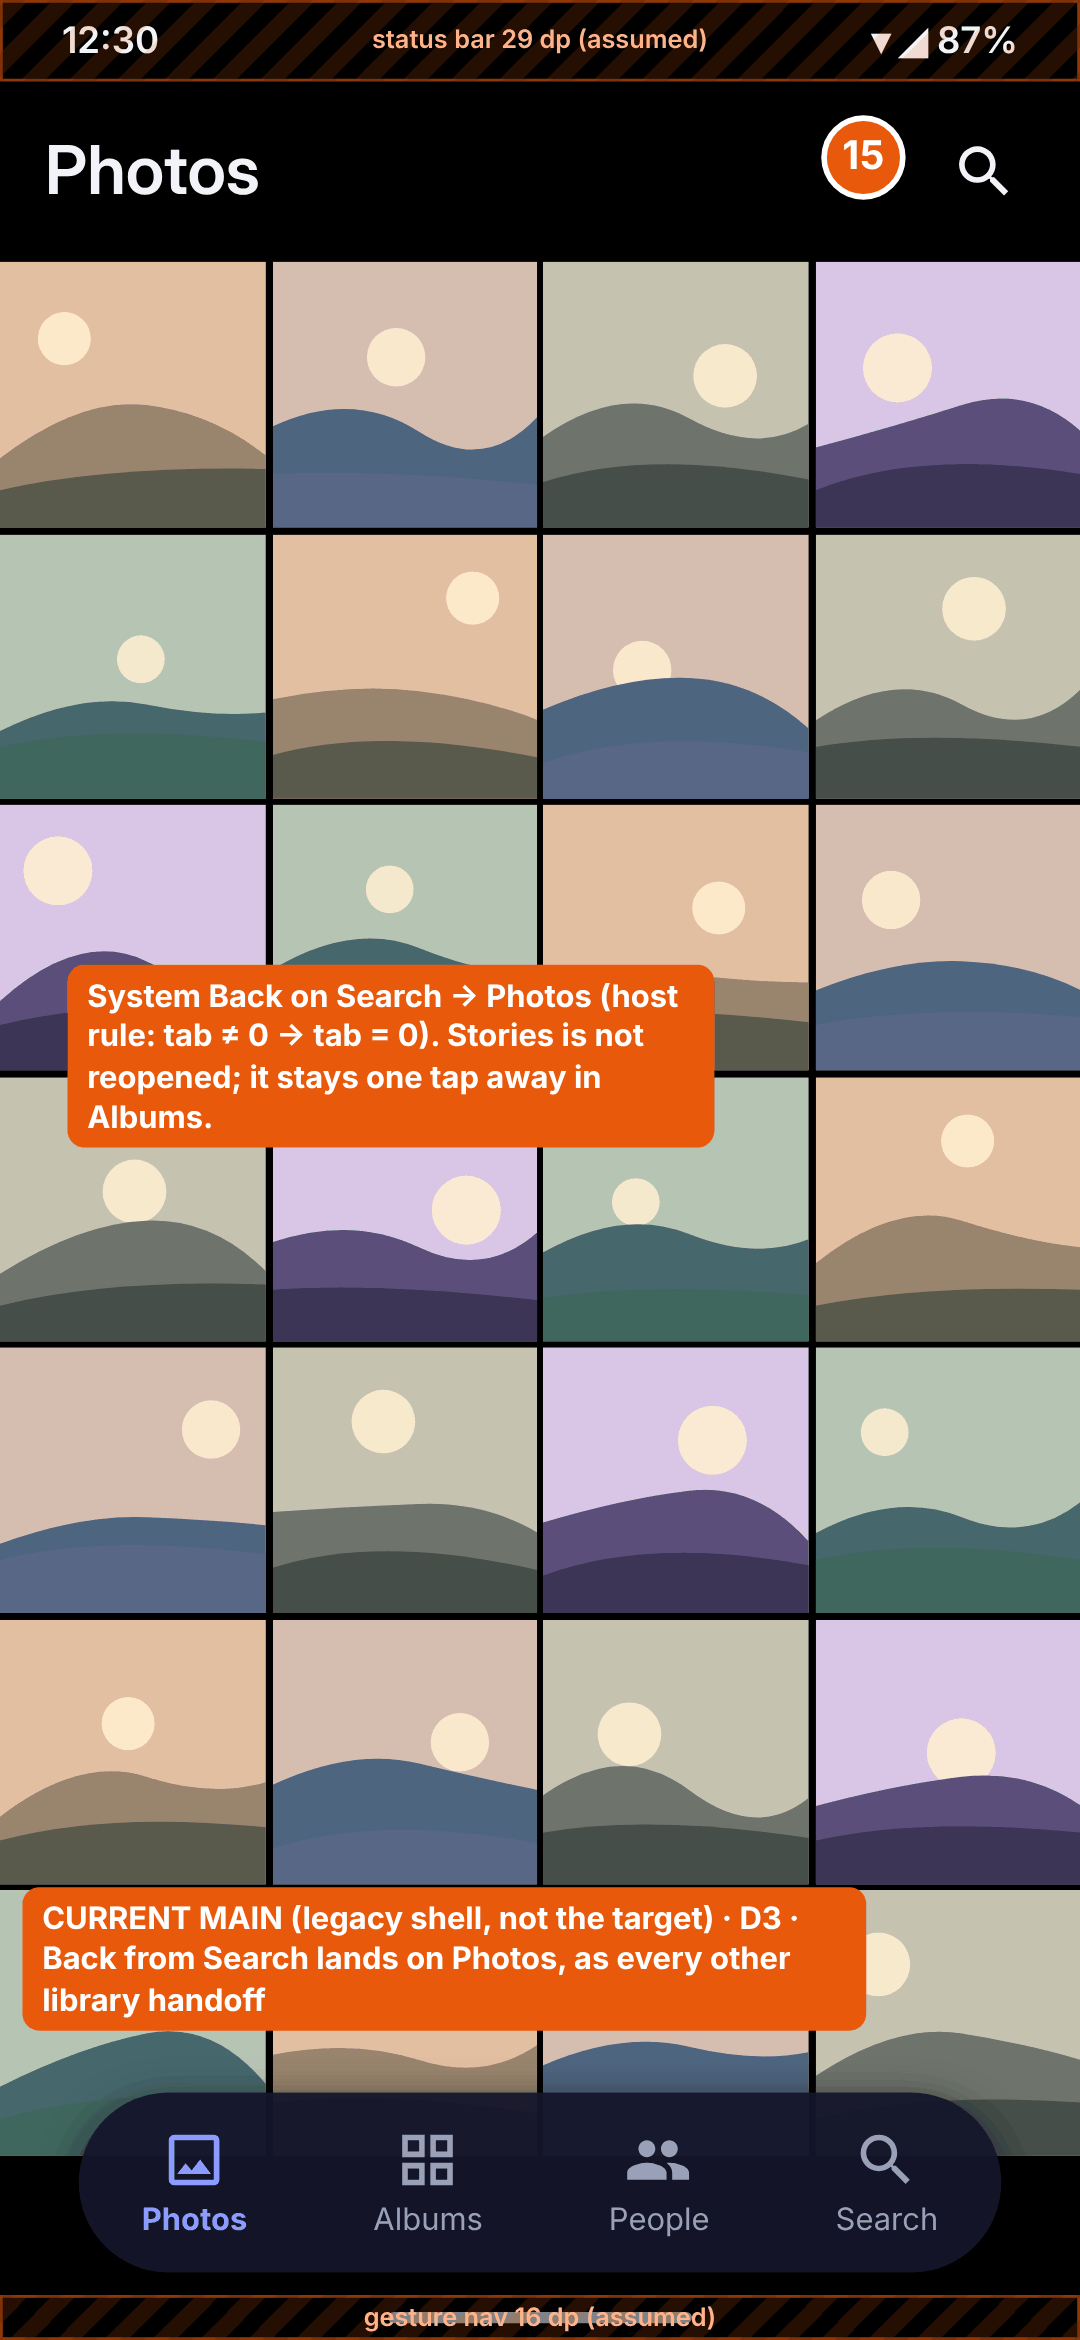 12:30
status bar 29 dp (assumed)
87%
Photos
15
System Back on Search → Photos (host
rule: tab ≠ 0 → tab = 0). Stories is not
reopened; it stays one tap away in
Albums.
CURRENT MAIN (legacy shell, not the target) · D3 ·
Back from Search lands on Photos, as every other
library handoff
Photos
Albums
People
Search
gesture nav 16 dp (assumed)